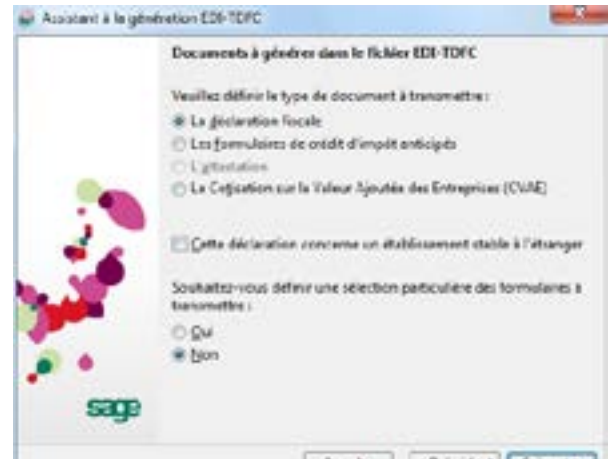 Assistant à la génération EDI-TDFC
Documents à générer dans le fichier EDI-TDFC
Veuillez définir le type de document à transmettre :
La déclaration fiscale
Les formulaires de crédit d'impôt anticipés
L'attestation
La Cotisation sur la Valeur Ajoutée des Entreprises (CVAE)
Cette déclaration concerne un établissement stable à l'étranger
Souhaitez-vous définir une sélection particulière des formulaires à
transmettre :
Oui
Non
sage